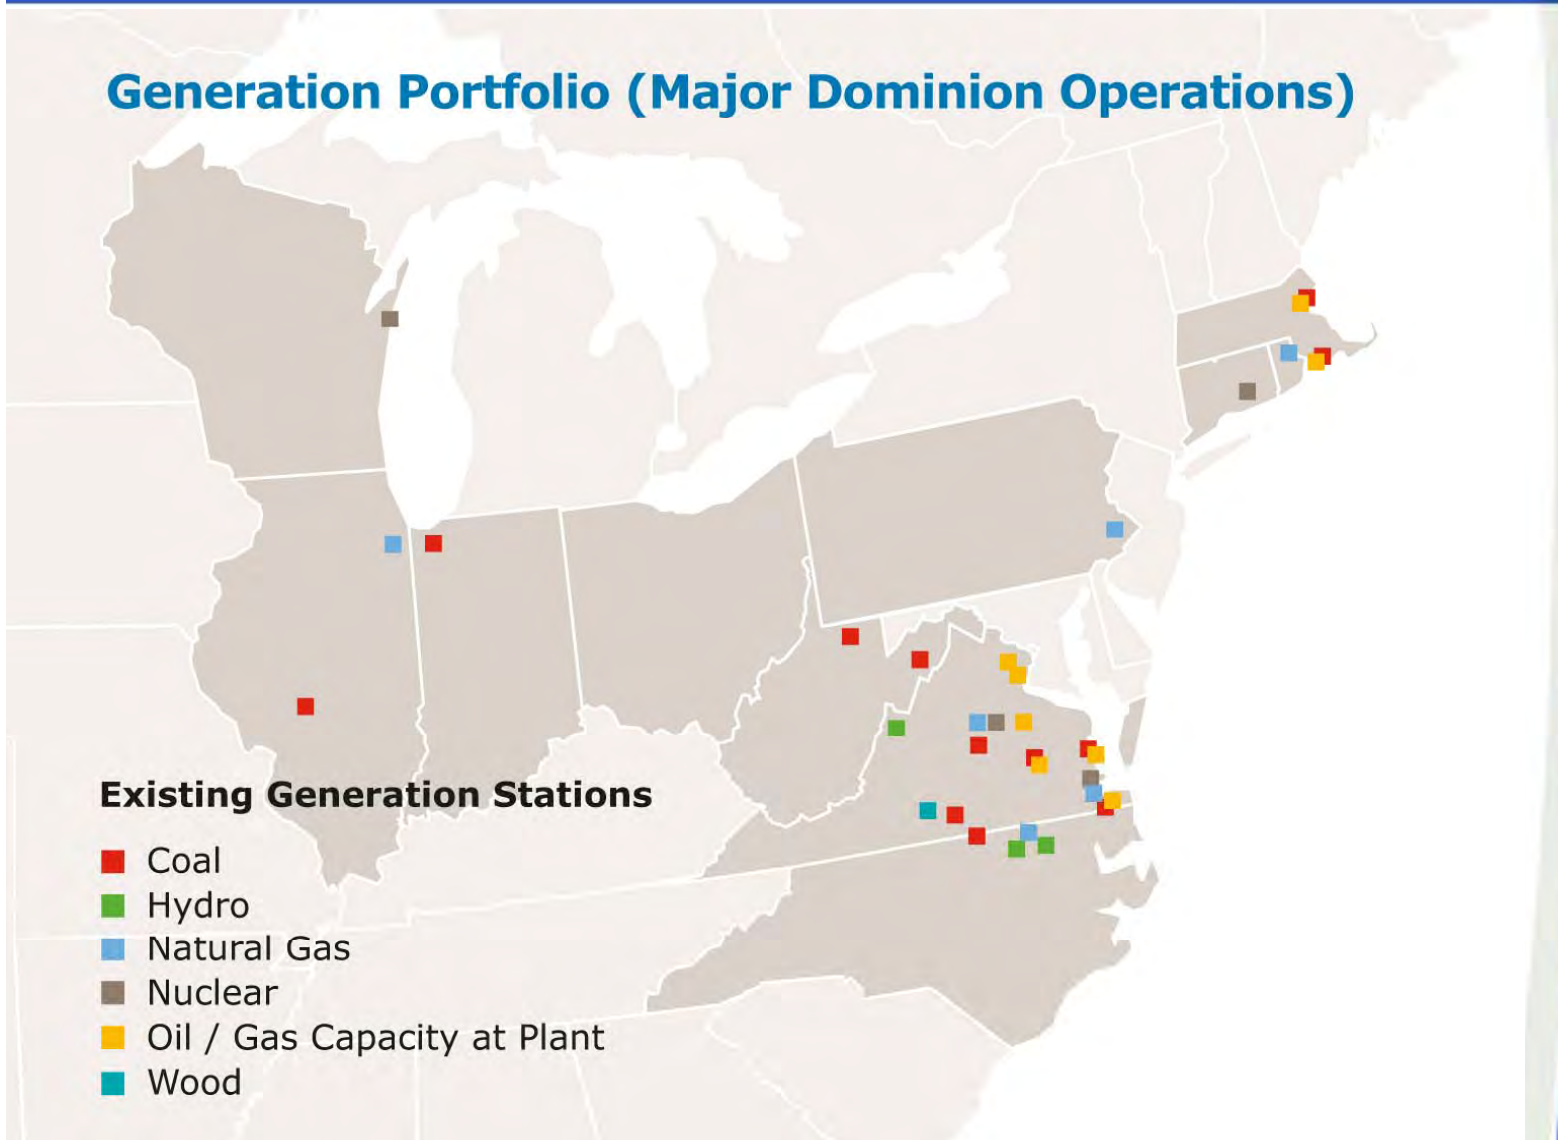 Generation Portfolio (Major Dominion Operations)
Existing Generation Stations
Coal
Hydro
Natural Gas
Nuclear
Oil / Gas Capacity at Plant
Wood